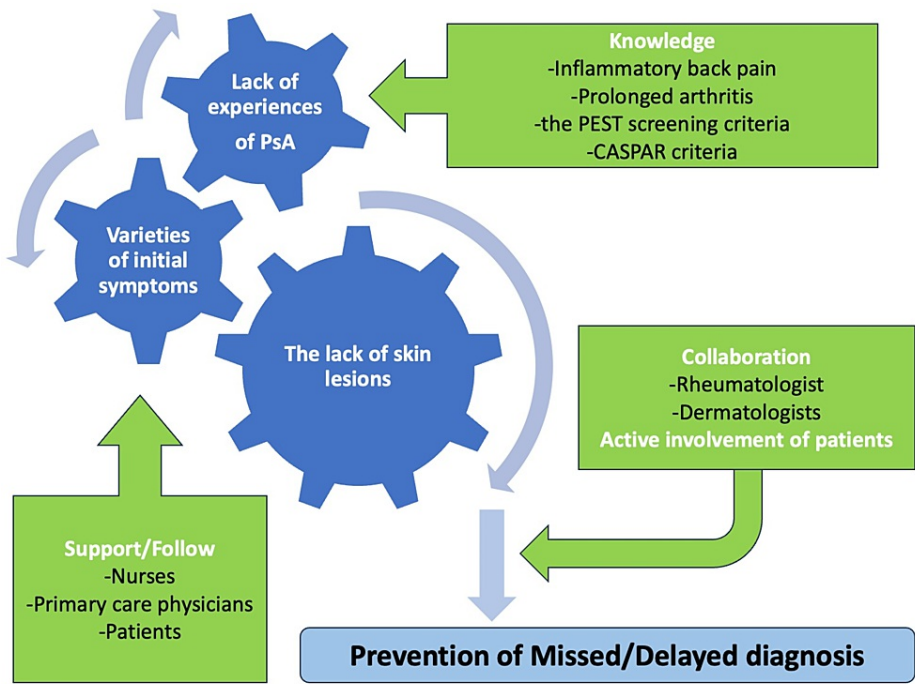 Lack of
experiences
of PsA
Knowledge
-Inflammatory back pain
-Prolonged arthritis
-the PEST screening criteria
-CASPAR criteria
Varieties
of initial
symptoms
The lack of skin
lesions
Collaboration
-Rheumatologist
-Dermatologists
Active involvement of patients
Support/Follow
-Nurses
-Primary care physicians
-Patients
Prevention of Missed/Delayed diagnosis